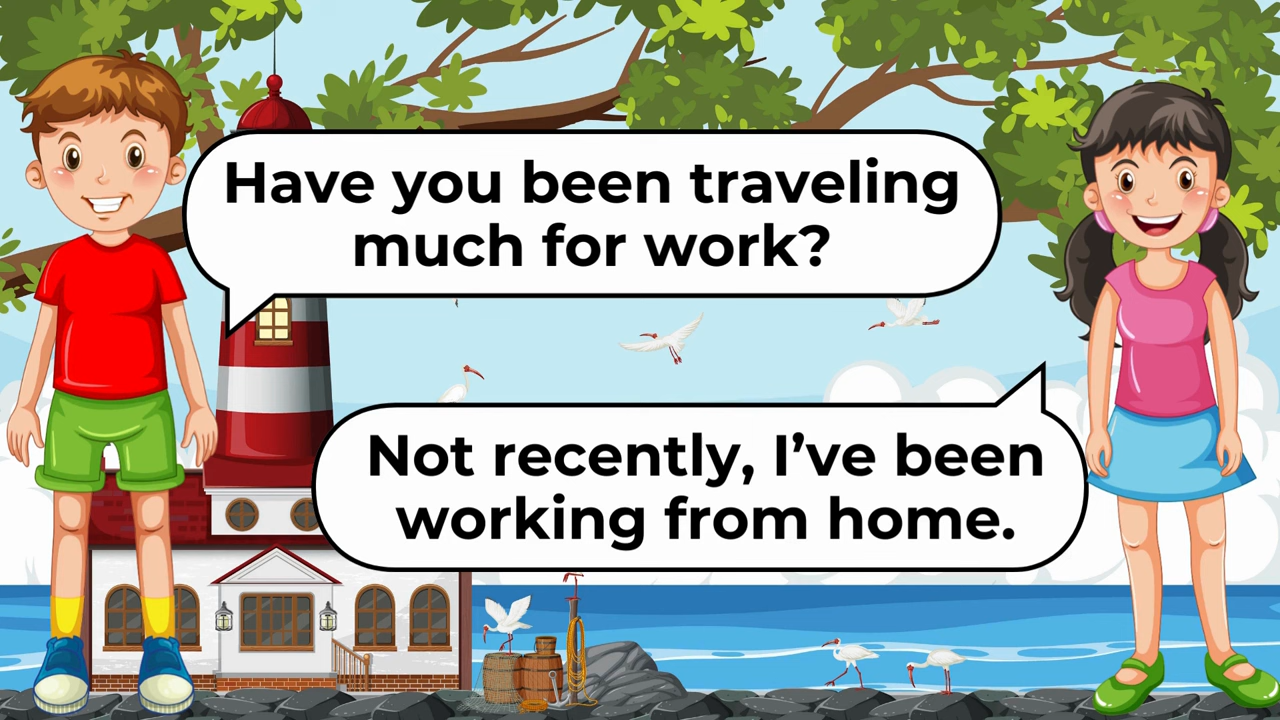 Have you been traveling
much for work?
Not recently, I’ve been
working from home.